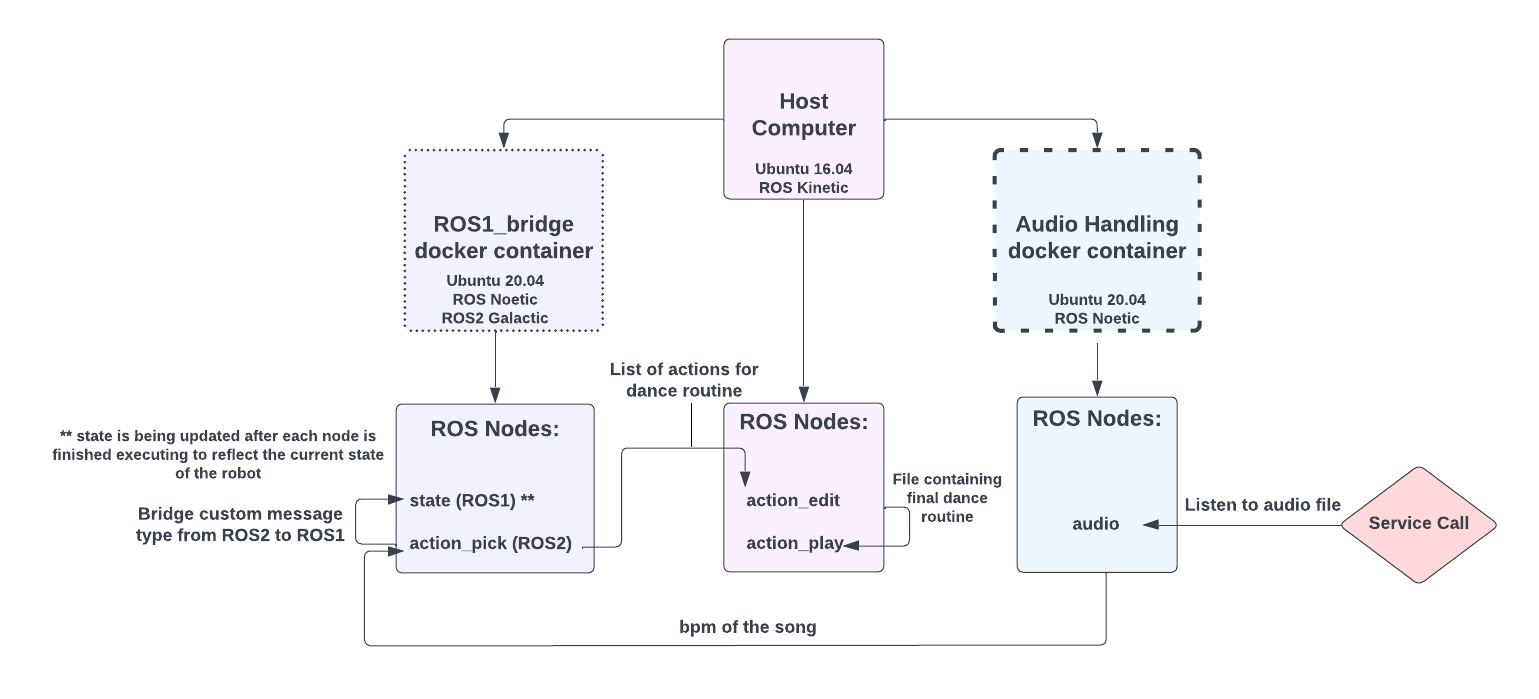 Host
Computer
Ubuntu 16.04
ROS Kinetic
ROS1_bridge
docker container
Ubuntu 20.04
ROS Noetic
ROS2 Galactic
Audio Handling
docker container
Ubuntu 20.04
ROS Noetic
List of actions for
dance routine
** state is being updated after each node is
finished executing to reflect the current state
of the robot
Bridge custom message
type from ROS2 to ROS1
ROS Nodes:
state (ROS1) **
action_pick (ROS2)
ROS Nodes:
action_edit
action_play
File containing
final dance
routine
ROS Nodes:
audio
Listen to audio file
Service Call
bpm of the song